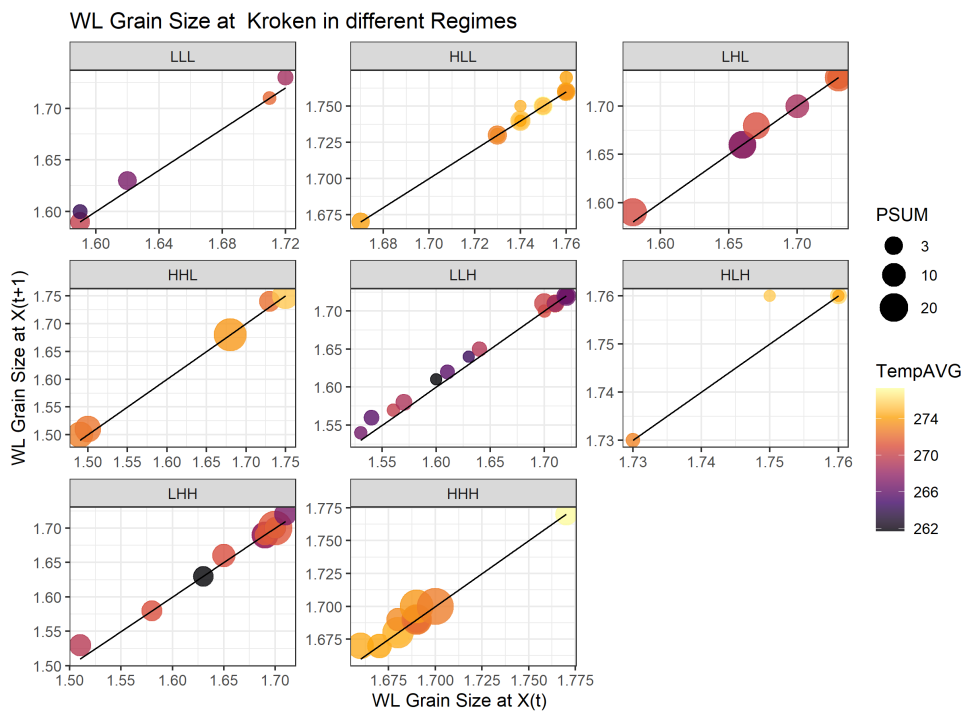 WL Grain Size at  Kroken in different Regimes
LLL
HLL
LHL
1.70
1.65
1.60
1.60 1.64 1.68 1.72
1.750
1.725
1.700
1.675
1.68 1.70 1.72 1.74 1.76
1.70
1.65
1.60
1.60 1.65 1.70
HHL
LLH
HLH
1.75
1.70
1.65
1.60
1.55
1.50
1.50 1.55 1.60 1.65 1.70 1.75
1.70
1.65
1.60
1.55
1.55 1.60 1.65 1.70
1.76
1.75
1.74
1.73
1.73 1.74 1.75 1.76
LHH
HHH
1.70
1.65
1.60
1.55
1.50
1.50 1.55 1.60 1.65 1.70
1.775
1.750
1.725
1.700
1.675
1.675 1.700 1.725 1.750 1.775
WL Grain Size at X(t+1)
WL Grain Size at X(t)
PSUM
3
10
20
TempAVG
274
270
266
262